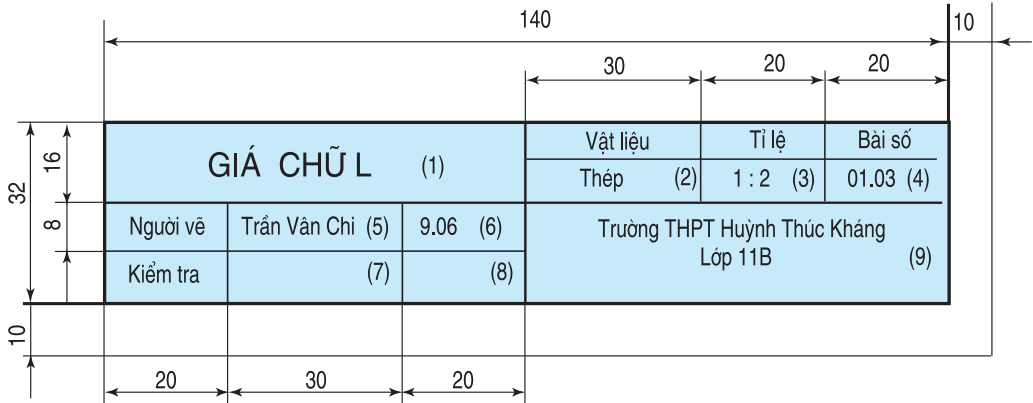 140
10
30
20
20
32
16
8
10
GIÁ CHỮ L (1)
Vật liệu
Tỉ lệ
Bài số
Thép (2)
1 : 2 (3)
01.03 (4)
Người vẽ
Trần Vân Chi (5)
9.06 (6)
Kiểm tra
(7)
(8)
Trường THPT Huỳnh Thúc Kháng
Lớp 11B
(9)
20
30
20